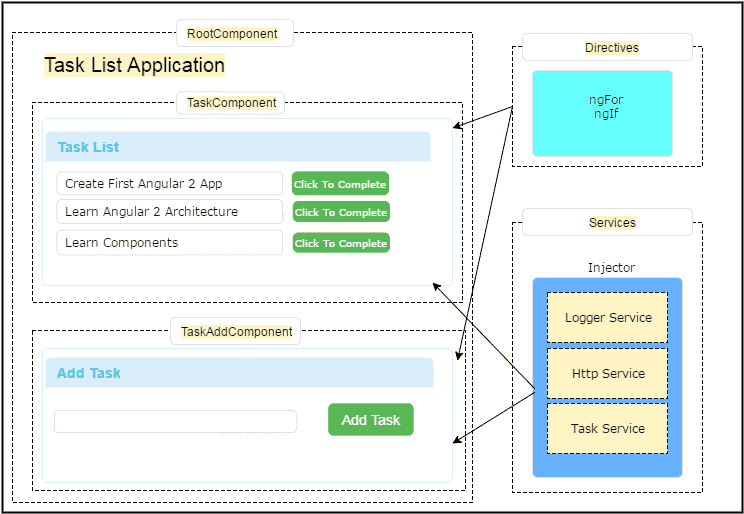 RootComponent
Task List Application
TaskComponent
Task List
Create First Angular 2 App
Click To Complete
Learn Angular 2 Architecture
Click To Complete
Learn Components
Click To Complete
TaskAddComponent
Add Task
Add Task
Directives
ngFor
ngIf
Services
Injector
Logger Service
Http Service
Task Service